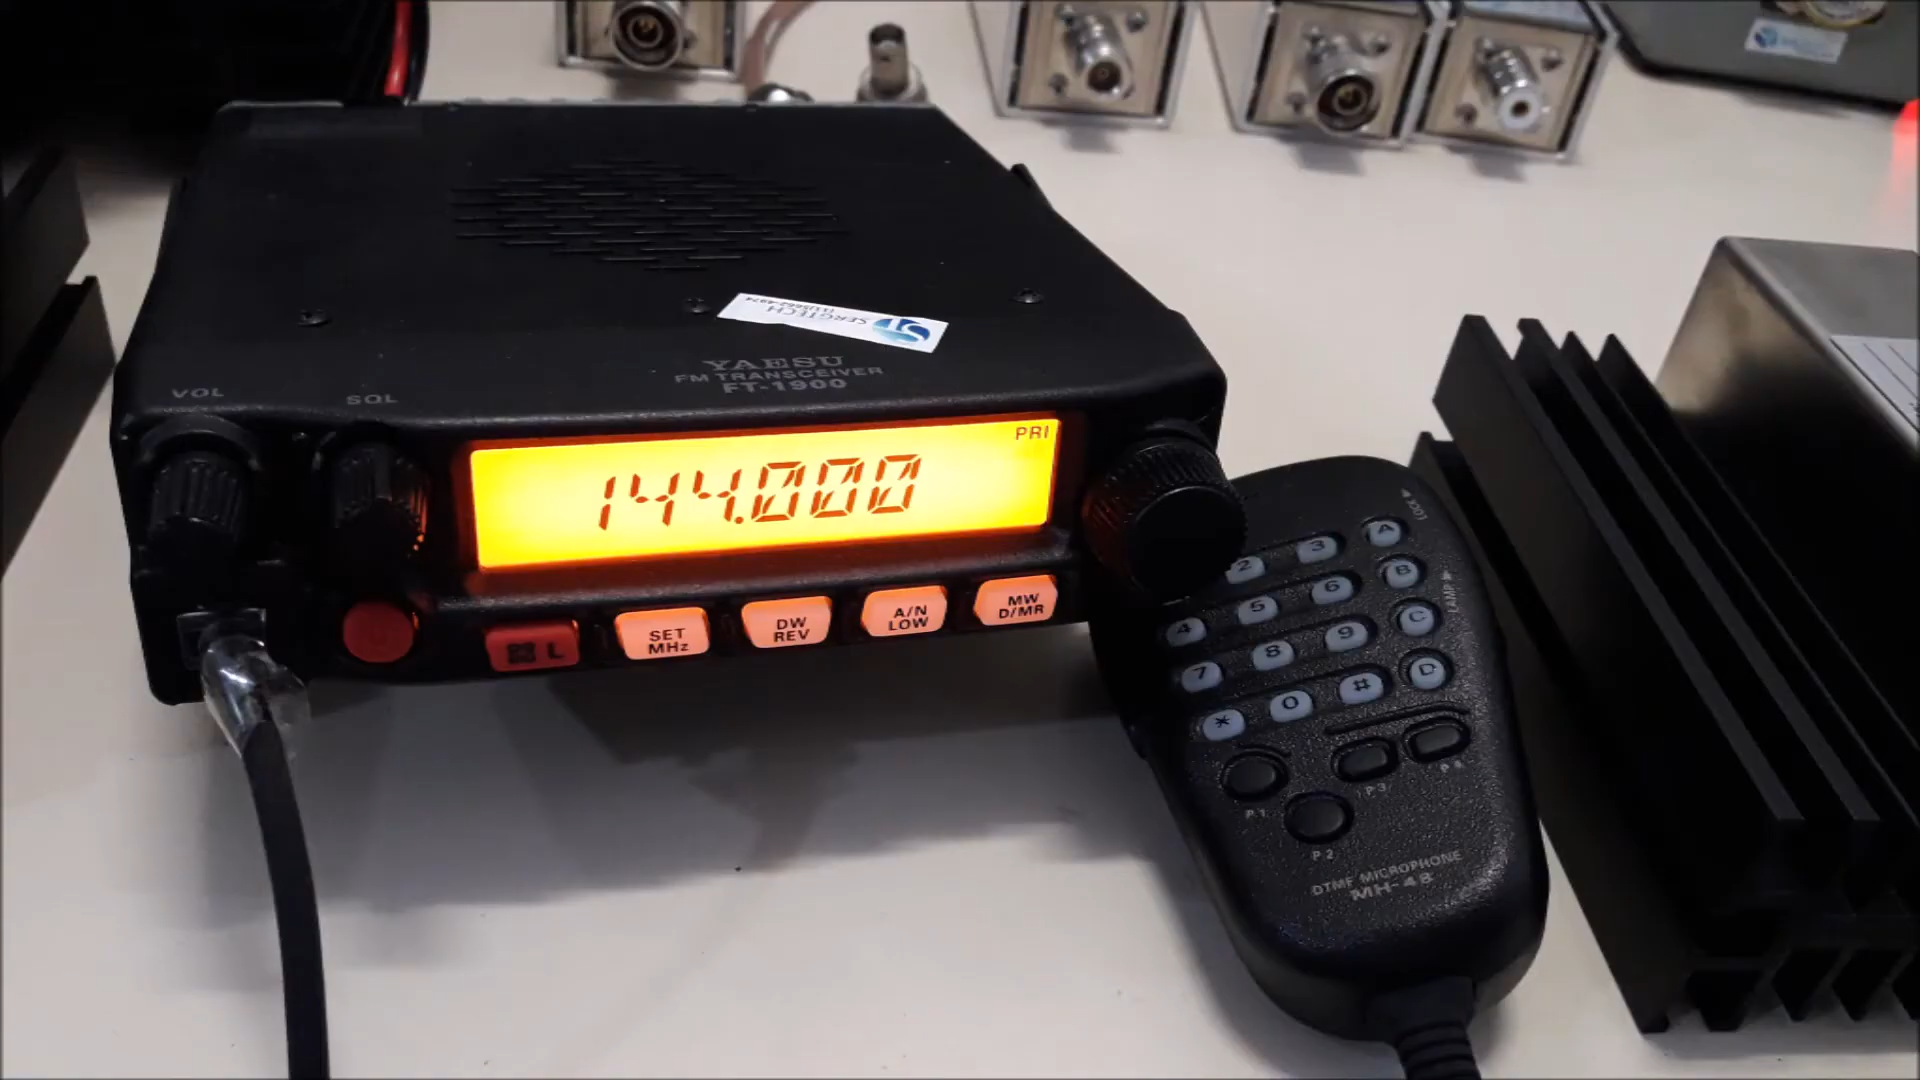 SERGTECH
YAESU
FM TRANSCEIVER
FT-1900
VOL
SQL
PRI
144.000
L
SET
MHz
DW
REV
A/N
LOW
MW
D/MR
LOCK
2
3
A
4
5
6
B
LAMP
7
8
9
C
*
0
#
D
P1
P2
P3
P4
DTMF MICROPHONE
MH-48